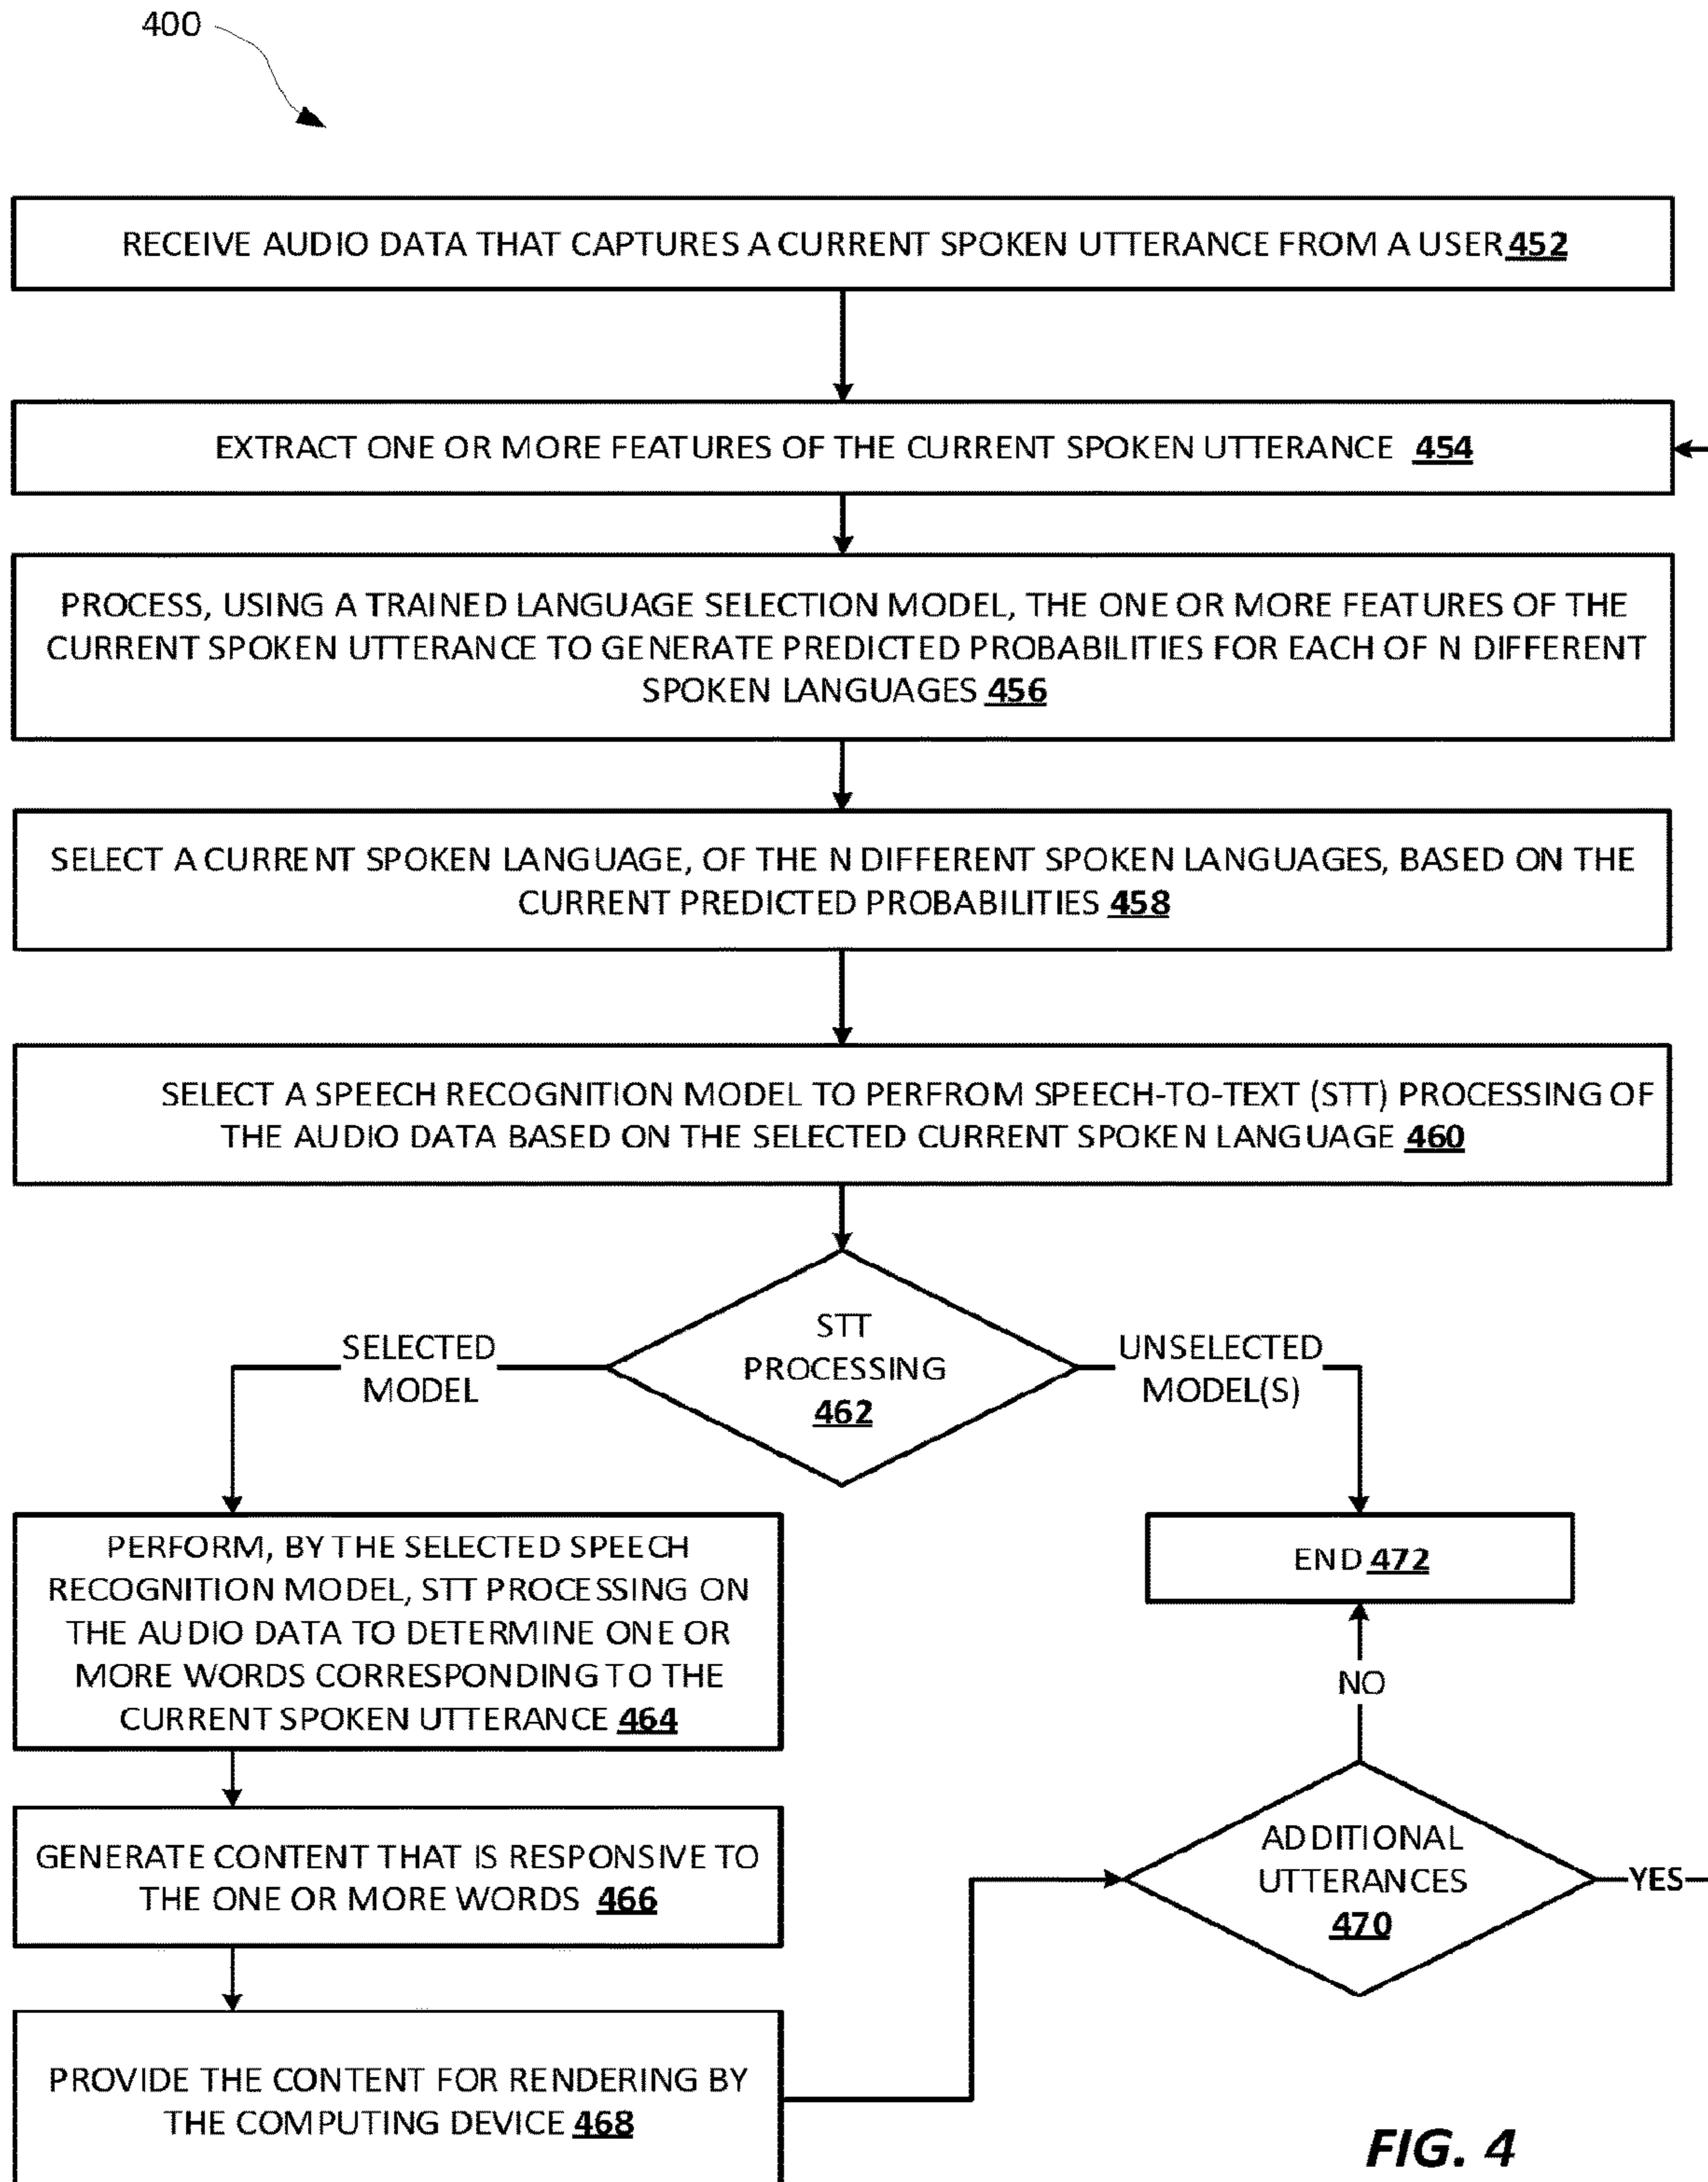 400
RECEIVE AUDIO DATA THAT CAPTURES A CURRENT SPOKEN UTTERANCE FROM A USER 452
EXTRACT ONE OR MORE FEATURES OF THE CURRENT SPOKEN UTTERANCE 454
PROCESS, USING A TRAINED LANGUAGE SELECTION MODEL, THE ONE OR MORE FEATURES OF THE
CURRENT SPOKEN UTTERANCE TO GENERATE PREDICTED PROBABILITIES FOR EACH OF N DIFFERENT
SPOKEN LANGUAGES 456
SELECT A CURRENT SPOKEN LANGUAGE, OF THE N DIFFERENT SPOKEN LANGUAGES, BASED ON THE
CURRENT PREDICTED PROBABILITIES 458
SELECT A SPEECH RECOGNITION MODEL TO PERFROM SPEECH-TO-TEXT (STT) PROCESSING OF
THE AUDIO DATA BASED ON THE SELECTED CURRENT SPOKEN LANGUAGE 460
STT
PROCESSING
462
SELECTED
MODEL
UNSELECTED
MODEL(S)
PERFORM, BY THE SELECTED SPEECH
RECOGNITION MODEL, STT PROCESSING ON
THE AUDIO DATA TO DETERMINE ONE OR
MORE WORDS CORRESPONDING TO THE
CURRENT SPOKEN UTTERANCE 464
END 472
NO
GENERATE CONTENT THAT IS RESPONSIVE TO
THE ONE OR MORE WORDS 466
ADDITIONAL
UTTERANCES
470
YES
PROVIDE THE CONTENT FOR RENDERING BY
THE COMPUTING DEVICE 468
FIG. 4